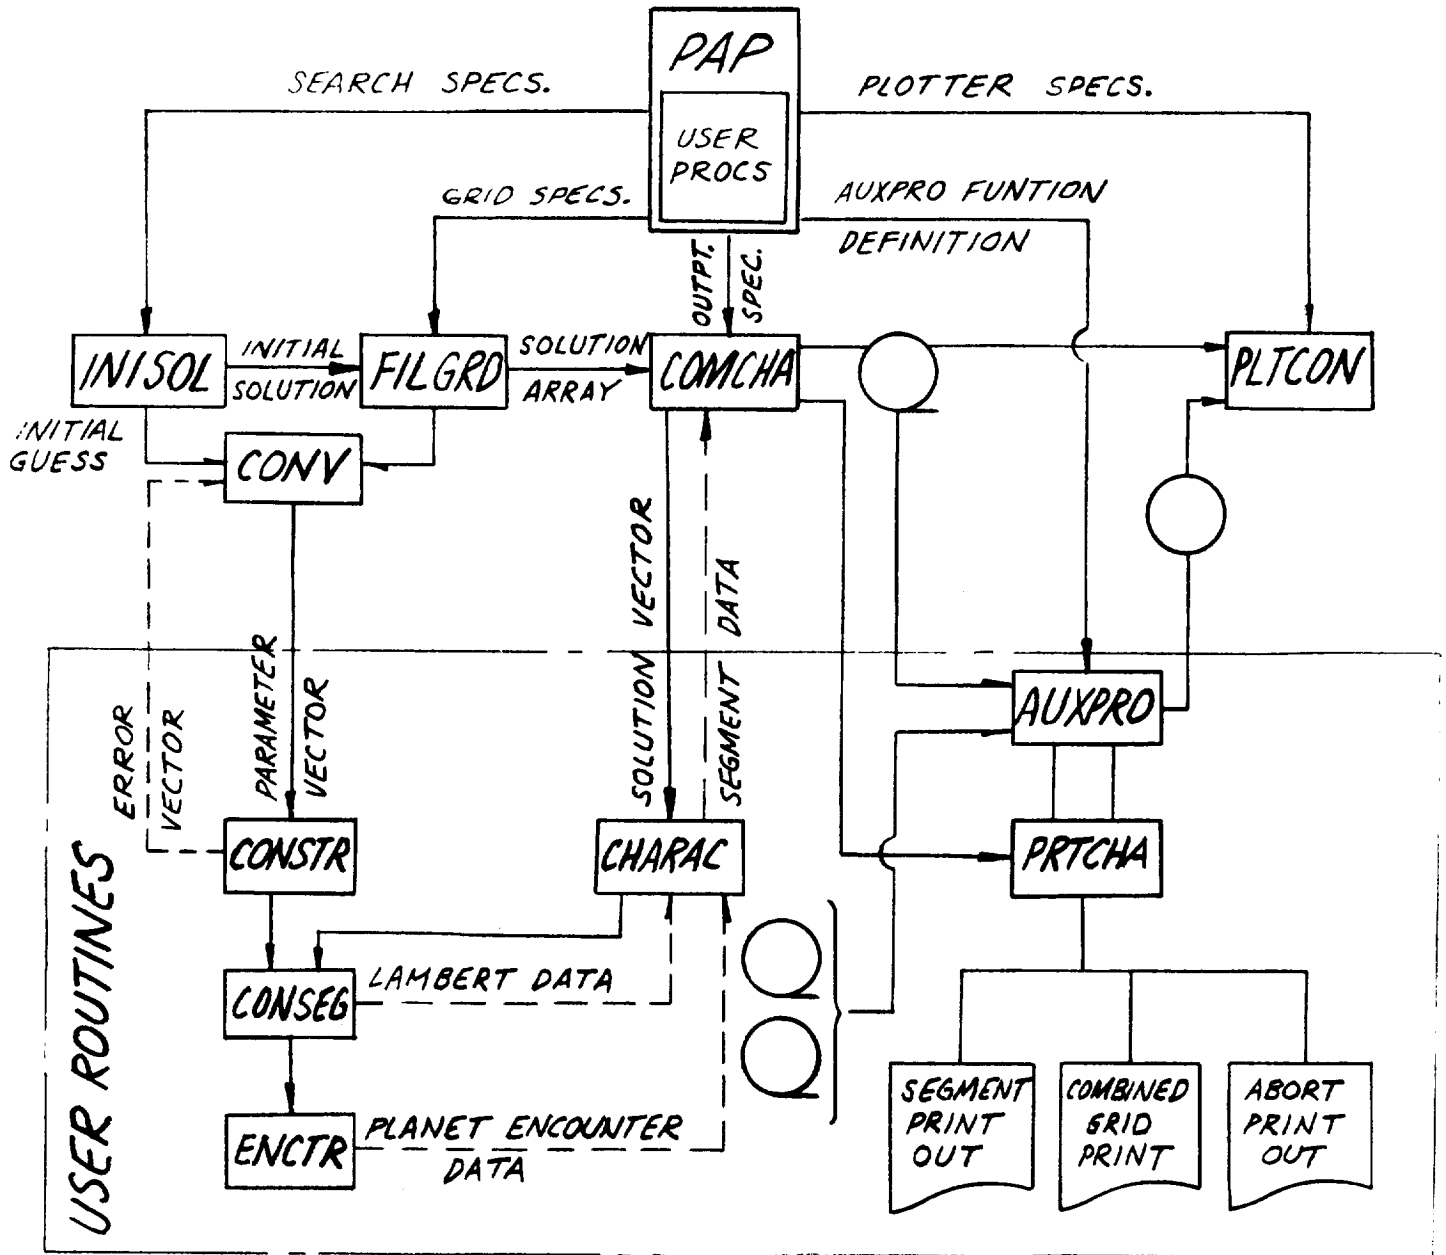 PAP
USER
PROCS
SEARCH SPECS.
PLOTTER SPECS.
GRID SPECS.
AUXPRO FUNTION
DEFINITION
OUTPT.
SPEC.
INISOL
INITIAL
SOLUTION
FILGRD
SOLUTION
ARRAY
COMCHA
PLTCON
INITIAL
GUESS
CONV
ERROR
VECTOR
PARAMETER
VECTOR
SOLUTION VECTOR
SEGMENT DATA
AUXPRO
CONSTR
CHARAC
PRTCHA
USER ROUTINES
CONSEG
LAMBERT DATA
ENCTR
PLANET ENCOUNTER
DATA
SEGMENT
PRINT
OUT
COMBINED
GRID
PRINT
ABORT
PRINT
OUT